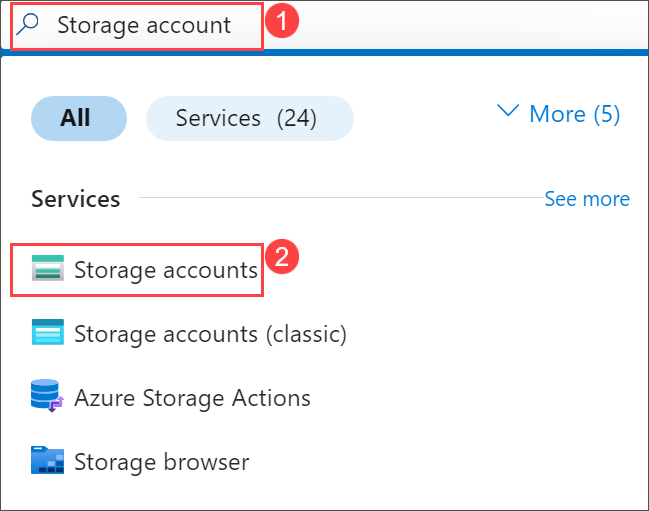 Storage account 1
All Services (24) More (5)
Services See more
Storage accounts 2
Storage accounts (classic)
Azure Storage Actions
Storage browser